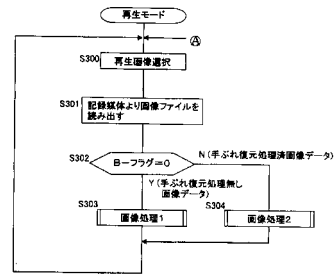 再生モード
Ⓐ
S300
再生画像選択
S301
記録媒体より画像ファイルを
読み出す
S302
B-フラグ=0
N(手ぶれ復元処理済画像データ)
Y(手ぶれ復元処理無し
画像データ)
S303
画像処理1
S304
画像処理2